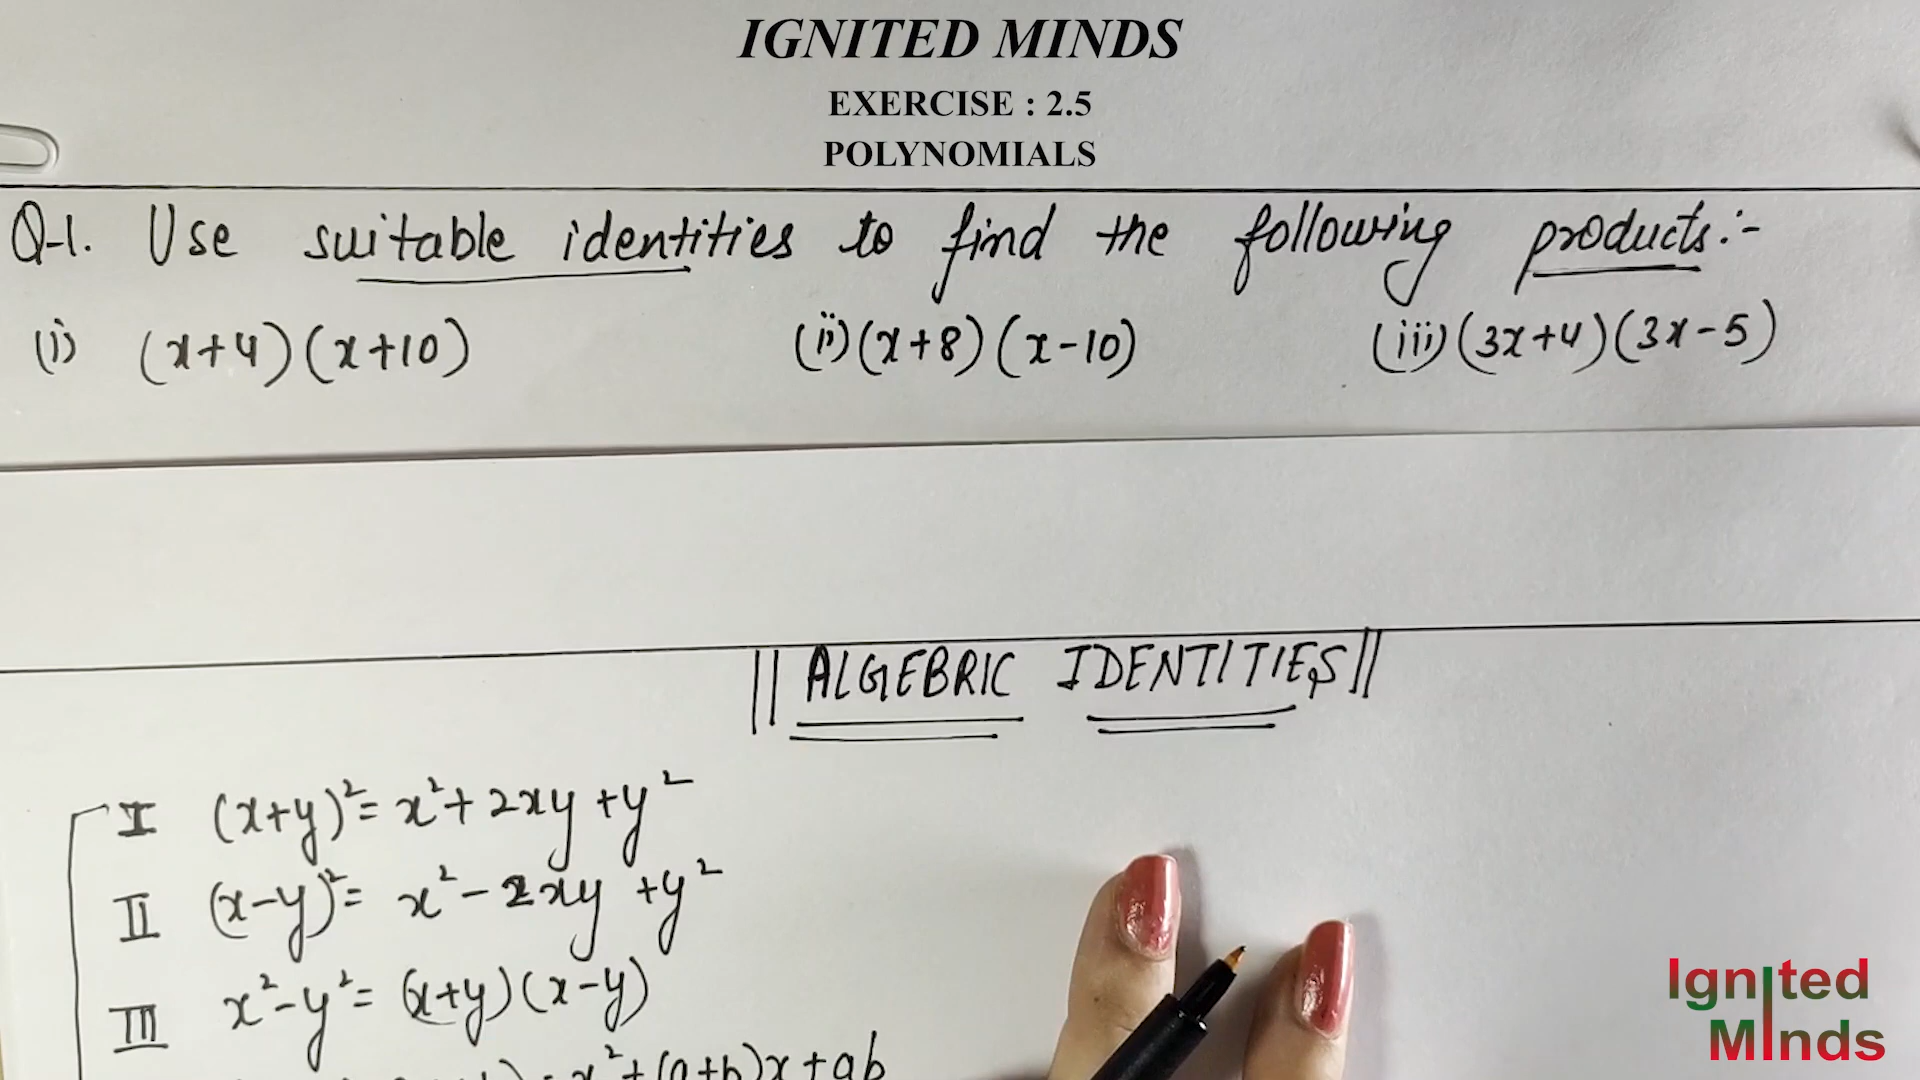 IGNITED MINDS
EXERCISE : 2.5
POLYNOMIALS
Q-1. Use suitable identities to find the following products:-
(i) (x+4)(x+10) (ii) (x+8)(x-10) (iii) (3x+4)(3x-5)
|| ALGEBRIC IDENTITIES ||
I (x+y)²= x²+2xy+y²
II (x-y)²= x²-2xy+y²
III x²-y²= (x+y)(x-y)
= x²+(a+b)x+ab
Ignited
Minds